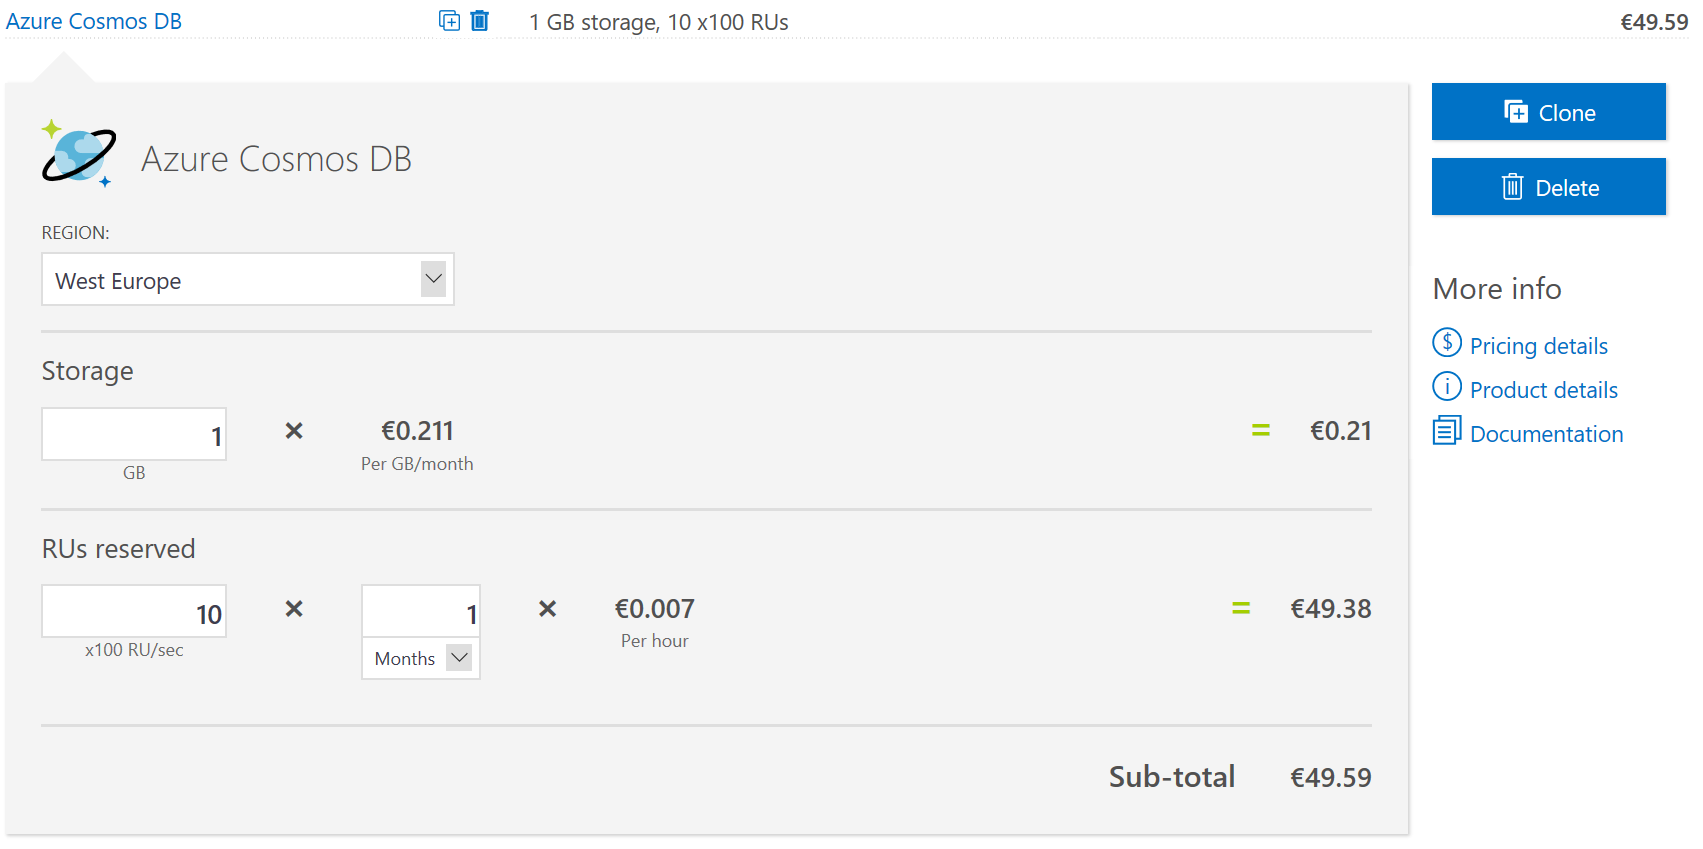 Azure Cosmos DB 1 GB storage, 10 x100 RUs €49.59
Azure Cosmos DB
REGION:
West Europe
Storage
1 × €0.211 = €0.21
GB Per GB/month
RUs reserved
10 × 1 × €0.007 = €49.38
x100 RU/sec Months Per hour
Sub-total €49.59
Clone
Delete
More info
Pricing details
Product details
Documentation